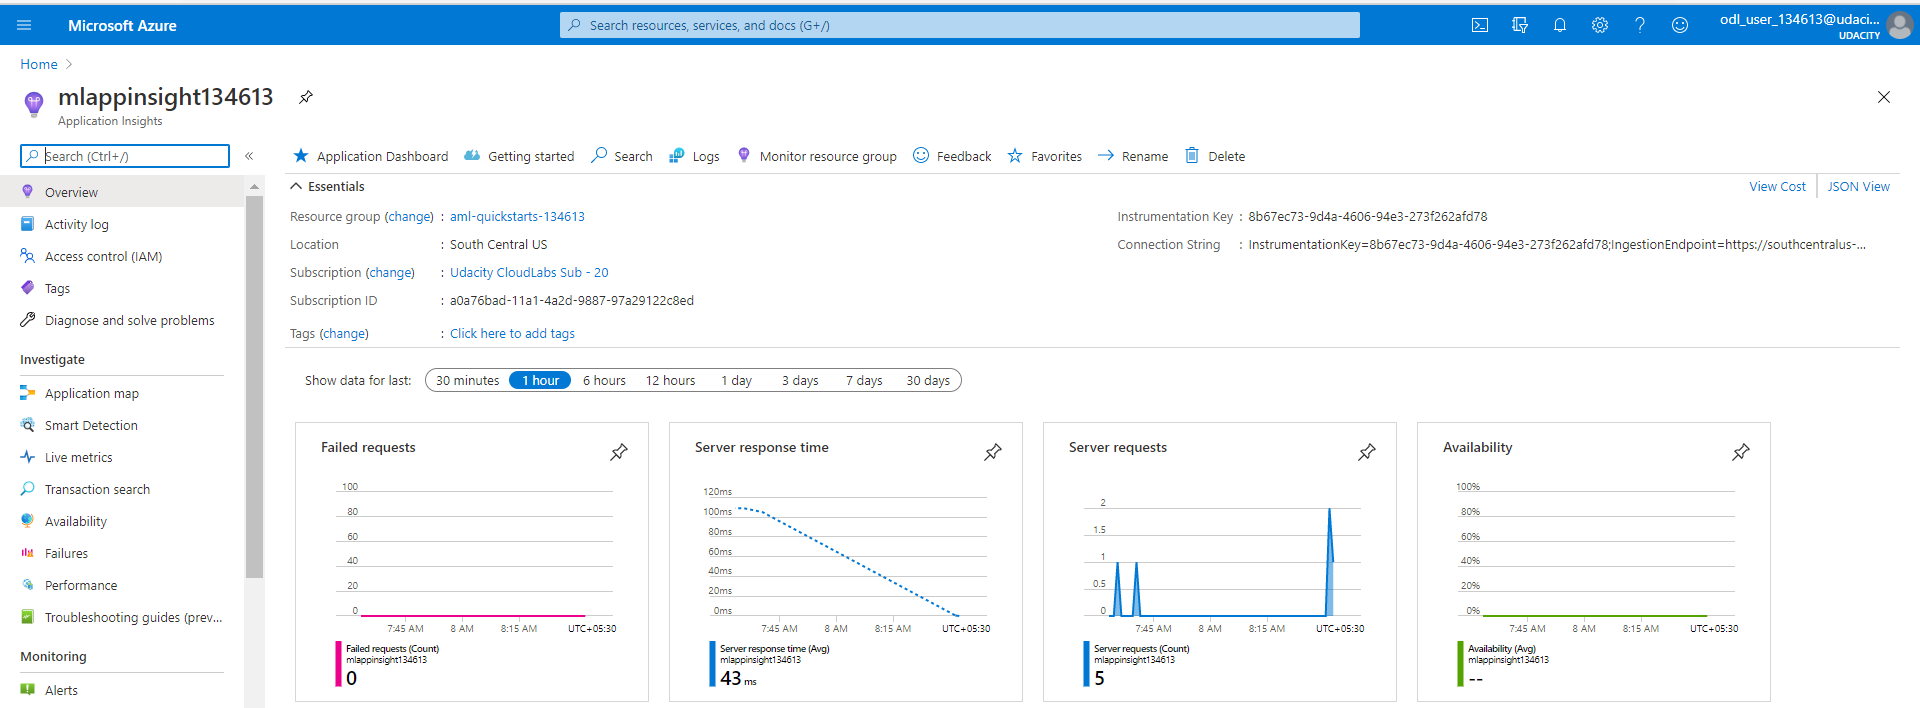 Microsoft Azure
Search resources, services, and docs (G+/)
odl_user_134613@udaci...
UDACITY
Home
mlappinsight134613
Application Insights
Search (Ctrl+/)
«
Application Dashboard Getting started Search Logs Monitor resource group Feedback Favorites Rename Delete
Overview
Activity log
Access control (IAM)
Tags
Diagnose and solve problems
Investigate
Application map
Smart Detection
Live metrics
Transaction search
Availability
Failures
Performance
Troubleshooting guides (prev...
Monitoring
Alerts
Essentials
View Cost JSON View
Resource group (change) : aml-quickstarts-134613
Location : South Central US
Subscription (change) : Udacity CloudLabs Sub - 20
Subscription ID : a0a76bad-11a1-4a2d-9887-97a29122c8ed
Tags (change) : Click here to add tags
Instrumentation Key : 8b67ec73-9d4a-4606-94e3-273f262afd78
Connection String : InstrumentationKey=8b67ec73-9d4a-4606-94e3-273f262afd78;IngestionEndpoint=https://southcentralus-...
Show data for last: 30 minutes 1 hour 6 hours 12 hours 1 day 3 days 7 days 30 days
Failed requests
100
80
60
40
20
0
7:45 AM 8 AM 8:15 AM UTC+05:30
Failed requests (Count)
mlappinsight134613
0
Server response time
120ms
100ms
80ms
60ms
40ms
20ms
0ms
7:45 AM 8 AM 8:15 AM UTC+05:30
Server response time (Avg)
mlappinsight134613
43 ms
Server requests
2
1.5
1
0.5
0
7:45 AM 8 AM 8:15 AM UTC+05:30
Server requests (Count)
mlappinsight134613
5
Availability
100%
80%
60%
40%
20%
0%
7:45 AM 8 AM 8:15 AM UTC+05:30
Availability (Avg)
mlappinsight134613
--